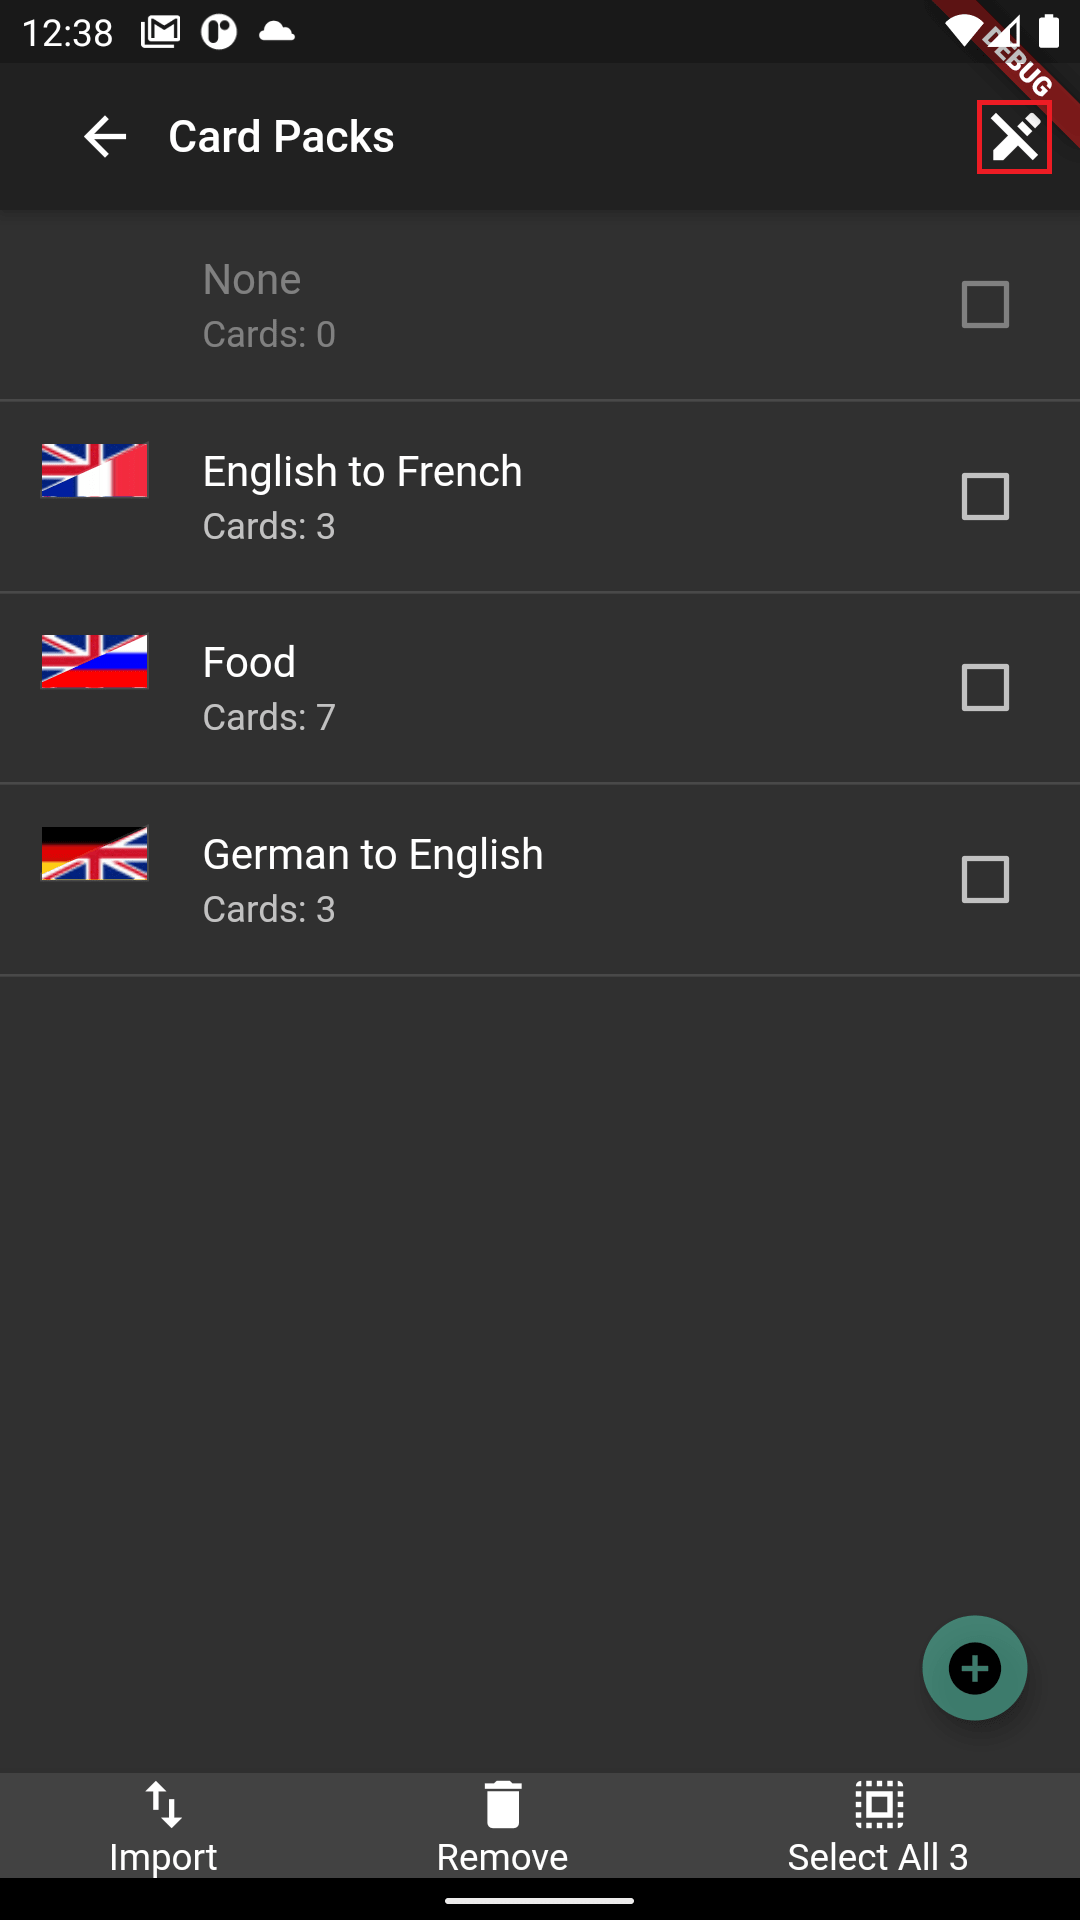 12:38
DEBUG
Card Packs
None
Cards: 0
English to French
Cards: 3
Food
Cards: 7
German to English
Cards: 3
Import
Remove
Select All 3